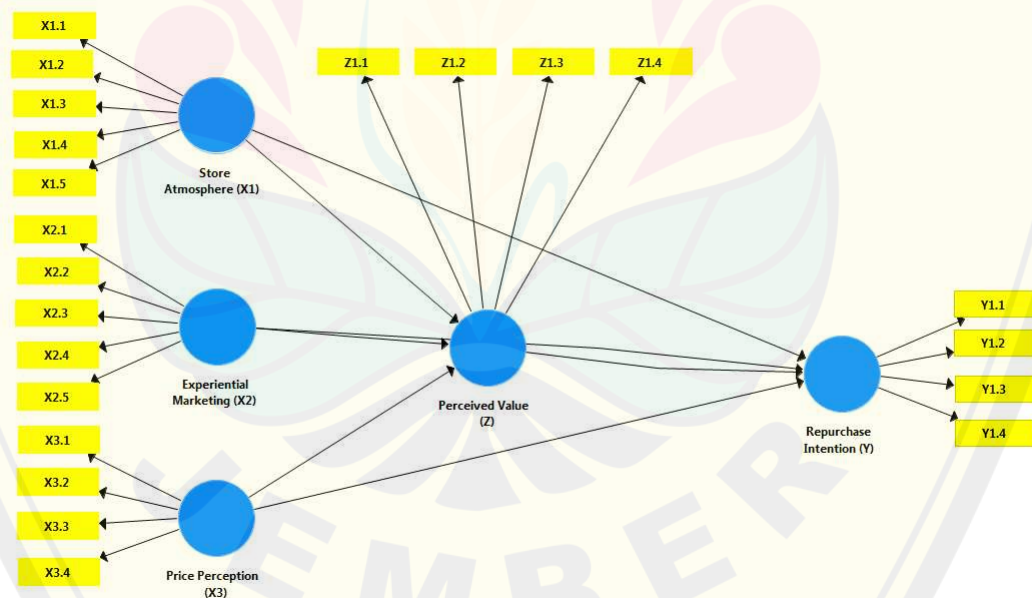 X1.1
X1.2
X1.3
X1.4
X1.5
Store
Atmosphere (X1)
Z1.1
Z1.2
Z1.3
Z1.4
X2.1
X2.2
X2.3
X2.4
X2.5
Experiential
Marketing (X2)
Perceived Value
(Z)
Y1.1
Y1.2
Y1.3
Y1.4
Repurchase
Intention (Y)
X3.1
X3.2
X3.3
X3.4
Price Perception
(X3)
EMBER